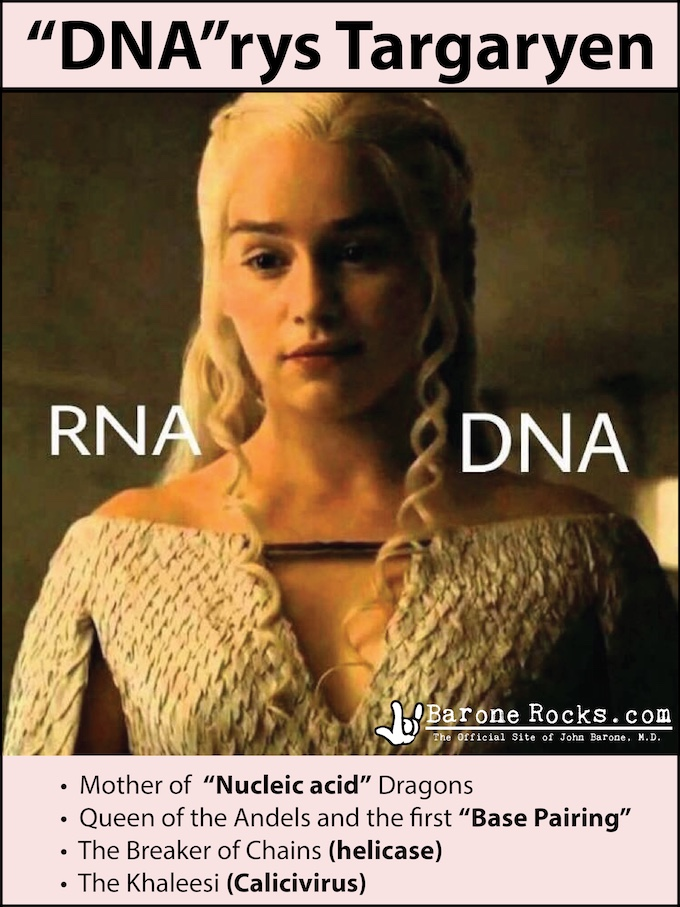 “DNA”rys Targaryen
RNA
DNA
Barone Rocks.com
The Official Site of John Barone, M.D.
• Mother of “Nucleic acid” Dragons
• Queen of the Andels and the first “Base Pairing”
• The Breaker of Chains (helicase)
• The Khaleesi (Calicivirus)